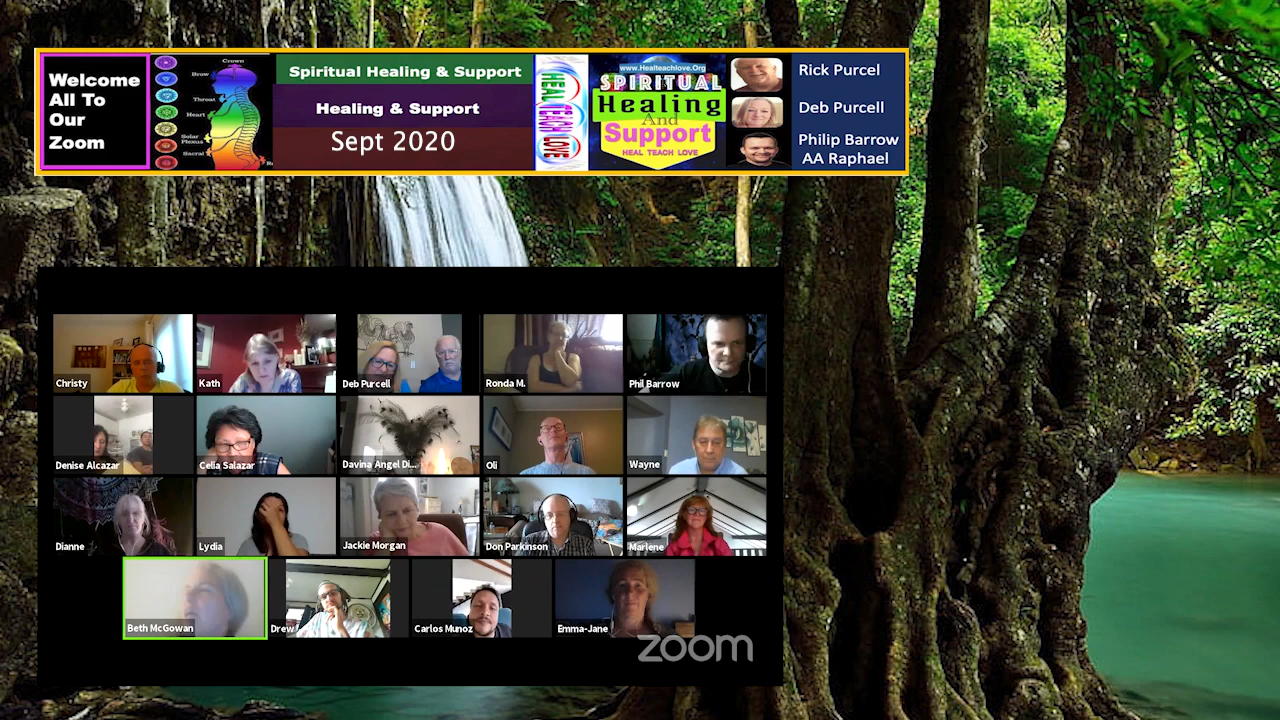 Welcome
All To
Our
Zoom
Crown
Brow
Throat
Heart
Solar
Plexus
Sacral
Spiritual Healing & Support
Healing & Support
Sept 2020
HEAL TEACH LOVE
www.Healteachlove.Org
SPIRITUAL
Healing
And
Support
HEAL TEACH LOVE
Rick Purcel
Deb Purcell
Philip Barrow
AA Raphael
Christy
Kath
Deb Purcell
Ronda M.
Phil Barrow
Denise Alcazar
Celia Salazar
Davina Angel Di...
Oli
Wayne
Dianne
Lydia
Jackie Morgan
Don Parkinson
Marlene
Beth McGowan
Drew
Carlos Munoz
Emma-Jane
zoom